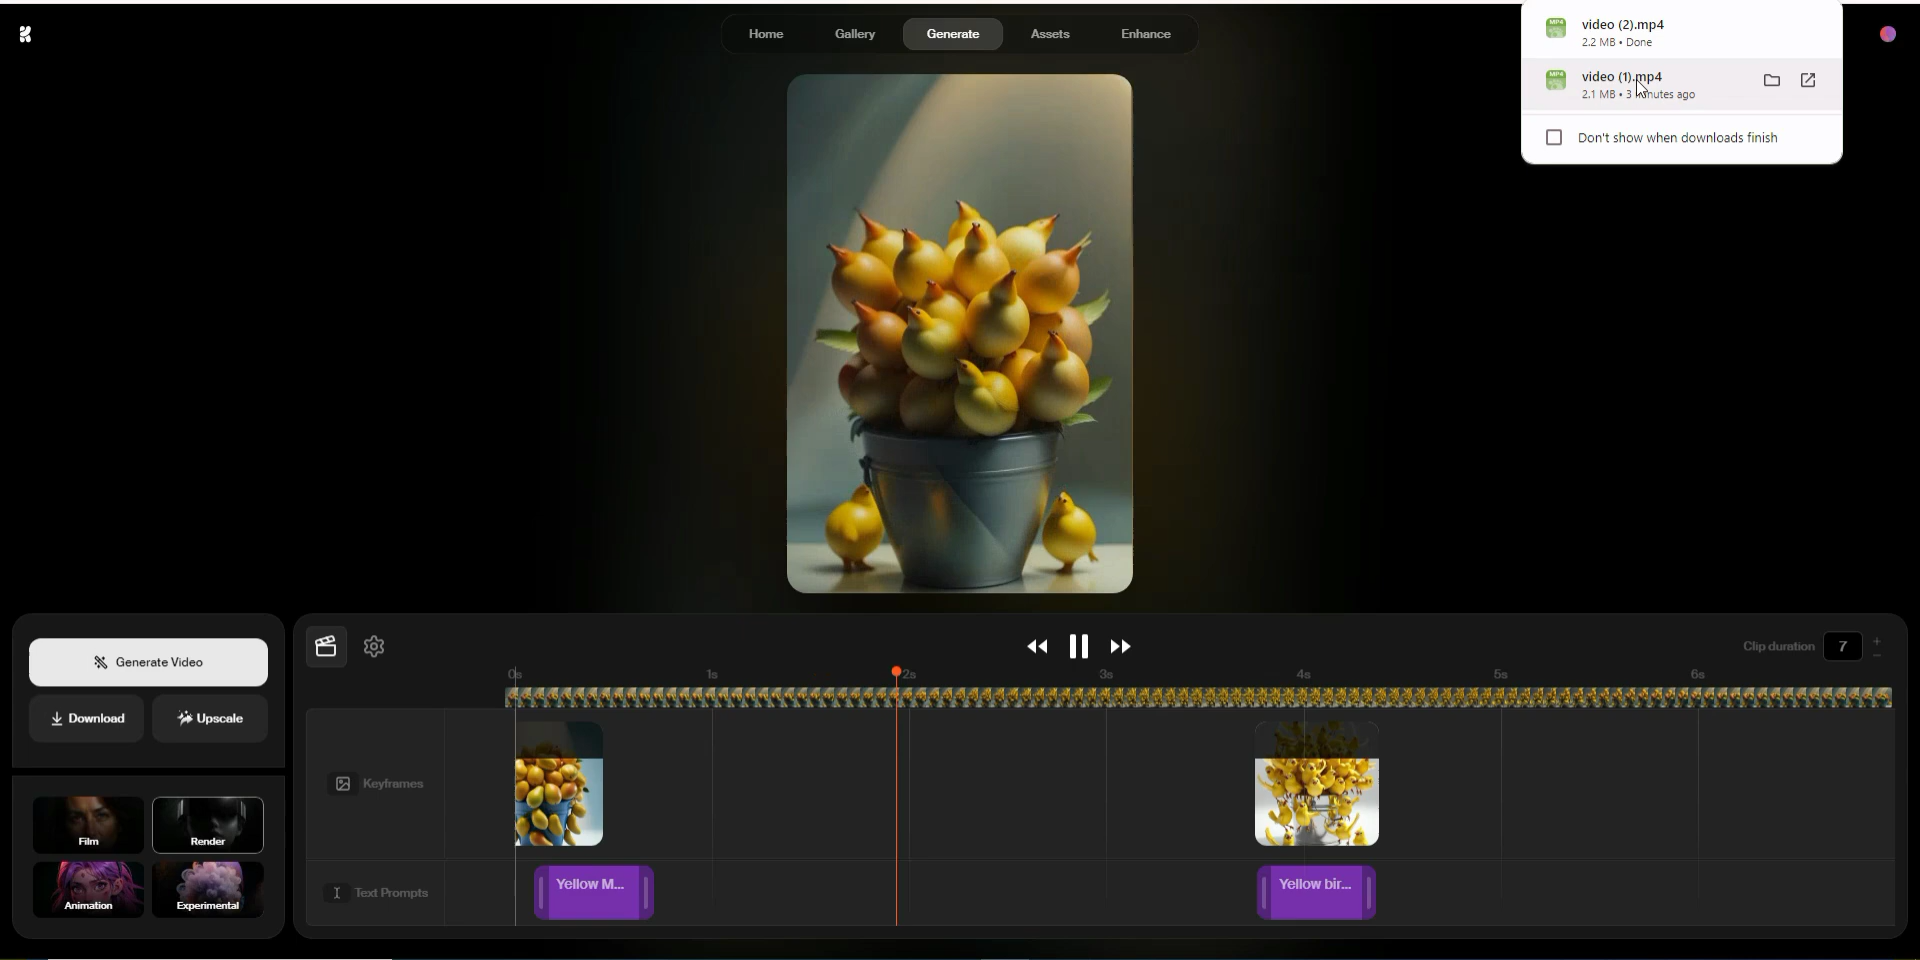 Home
Gallery
Generate
Assets
Enhance
MP4
video (2).mp4
2.2 MB • Done
MP4
video (1).mp4
2.1 MB • 3 minutes ago
Don't show when downloads finish
Generate Video
Download
Upscale
Film
Render
Animation
Experimental
Clip duration
7
0s
1s
2s
3s
4s
5s
6s
Keyframes
Text Prompts
Yellow M...
Yellow bir...